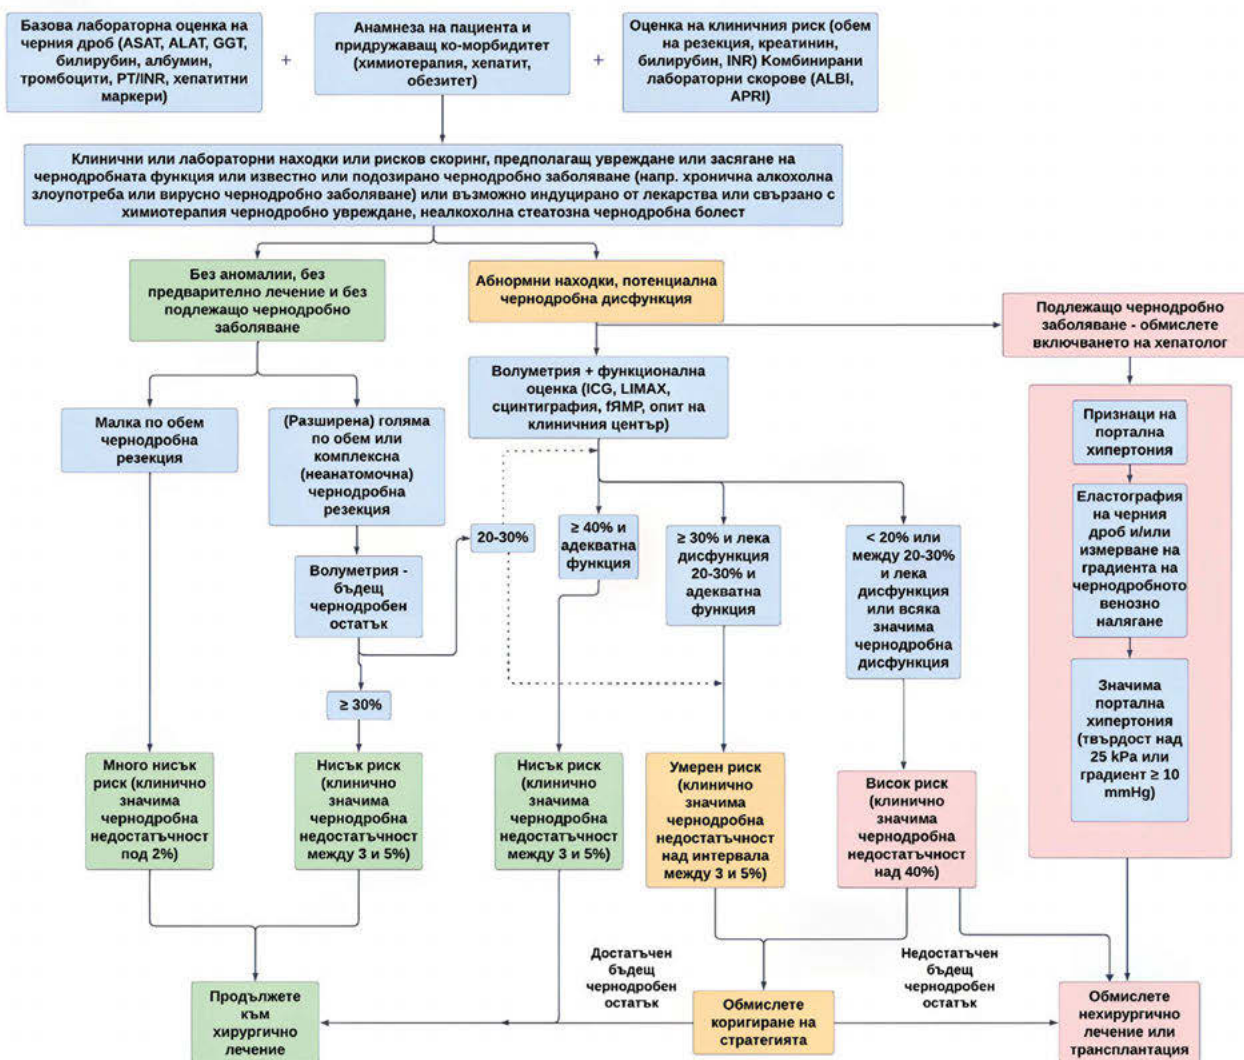 Базова лабораторна оценка на
черния дроб (ASAT, ALAT, GGT,
билирубин, албумин,
тромбоцити, PT/INR, хепатитни
маркери)
+
Анамнеза на пациента и
придружаващ ко-морбидитет
(химиотерапия, хепатит,
обезитет)
+
Оценка на клиничния риск (обем
на резекция, креатинин,
билирубин, INR) Комбинирани
лабораторни скорове (ALBI,
APRI)
Клинични или лабораторни находки или рисков скоринг, предполагащ увреждане или засягане на
чернодробната функция или известно или подозирано чернодробно заболяване (напр. хронична алкохолна
злоупотреба или вирусно чернодробно заболяване) или възможно индуцирано от лекарства или свързано с
химиотерапия чернодробно увреждане, неалкохолна стеатозна чернодробна болест
Без аномалии, без
предварително лечение и без
подлежащо чернодробно
заболяване
Абнормни находки, потенциална
чернодробна дисфункция
Подлежащо чернодробно
заболяване - обмислете
включването на хепатолог
Малка по обем
чернодробна
резекция
(Разширена) голяма
по обем или
комплексна
(неанатомочна)
чернодробна
резекция
Волуметрия + функционална
оценка (ICG, LIMAX,
сцинтиграфия, fЯМР, опит на
клиничния център)
Признаци на
портална
хипертония
Волуметрия -
бъдещ
чернодробен
остатък
20-30%
≥ 40% и
адекватна
функция
≥ 30% и лека
дисфункция
20-30% и
адекватна
функция
< 20% или
между 20-30%
и лека
дисфункция
или всяка
значима
чернодробна
дисфункция
Еластография
на черния
дроб и/или
измерване на
градиента на
чернодробното
венозно
налягане
≥ 30%
Значима
портална
хипертония
(твърдост над
25 kPa или
градиент ≥ 10
mmHg)
Много нисък
риск (клинично
значима
чернодробна
недостатъчност
под 2%)
Нисък риск
(клинично
значима
чернодробна
недостатъчност
между 3 и 5%)
Нисък риск
(клинично
значима
чернодробна
недостатъчност
между 3 и 5%)
Умерен риск
(клинично
значима
чернодробна
недостатъчност
над интервала
между 3 и 5%)
Висок риск
(клинично
значима
чернодробна
недостатъчност
над 40%)
Достатъчен
бъдещ
чернодробен
остатък
Недостатъчен
бъдещ
чернодробен
остатък
Продължете
към
хирургично
лечение
Обмислете
коригиране на
стратегията
Обмислете
нехирургично
лечение или
трансплантация